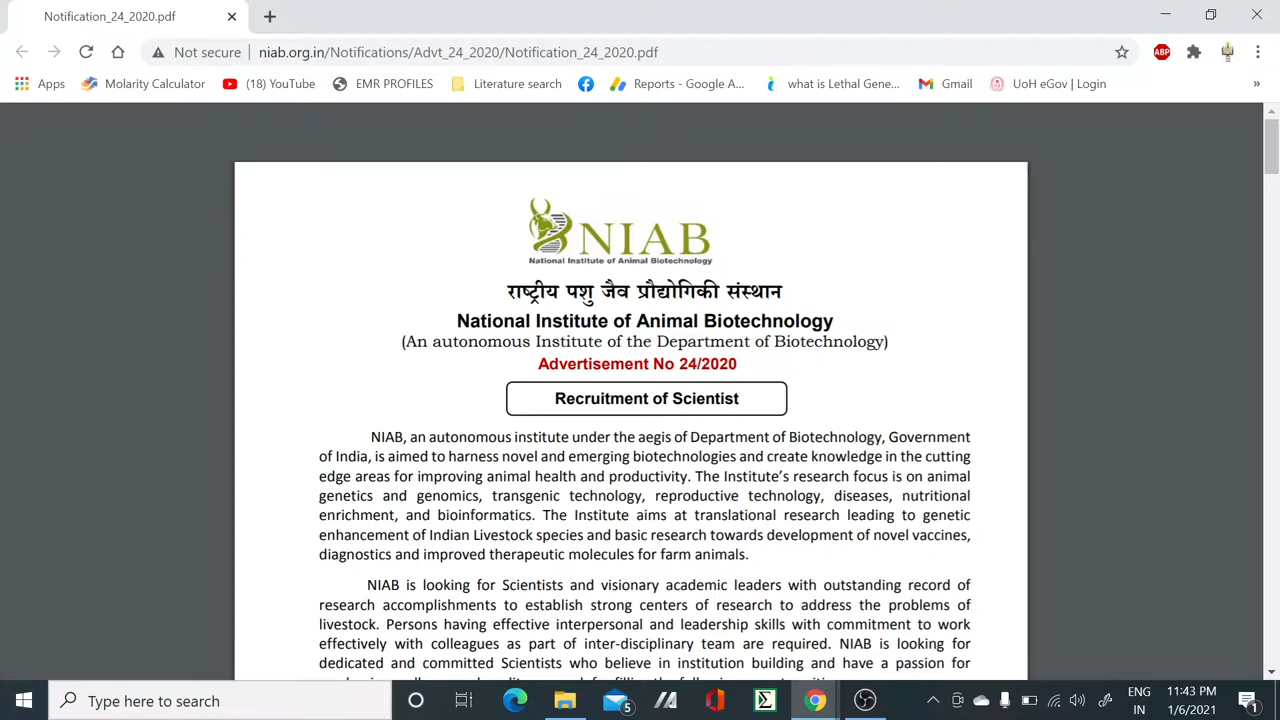 Notification_24_2020.pdf
Not secure niab.org.in/Notifications/Advt_24_2020/Notification_24_2020.pdf
ABP
Apps Molarity Calculator (18) YouTube EMR PROFILES Literature search Reports - Google A... what is Lethal Gene... Gmail UoH eGov | Login »
NIAB
National Institute of Animal Biotechnology
राष्ट्रीय पशु जैव प्रौद्योगिकी संस्थान
National Institute of Animal Biotechnology
(An autonomous Institute of the Department of Biotechnology)
Advertisement No 24/2020
Recruitment of Scientist
NIAB, an autonomous institute under the aegis of Department of Biotechnology, Government
of India, is aimed to harness novel and emerging biotechnologies and create knowledge in the cutting
edge areas for improving animal health and productivity. The Institute's research focus is on animal
genetics and genomics, transgenic technology, reproductive technology, diseases, nutritional
enrichment, and bioinformatics. The Institute aims at translational research leading to genetic
enhancement of Indian Livestock species and basic research towards development of novel vaccines,
diagnostics and improved therapeutic molecules for farm animals.
NIAB is looking for Scientists and visionary academic leaders with outstanding record of
research accomplishments to establish strong centers of research to address the problems of
livestock. Persons having effective interpersonal and leadership skills with commitment to work
effectively with colleagues as part of inter-disciplinary team are required. NIAB is looking for
dedicated and committed Scientists who believe in institution building and have a passion for
Type here to search
5
ENG
IN
11:43 PM
1/6/2021
1